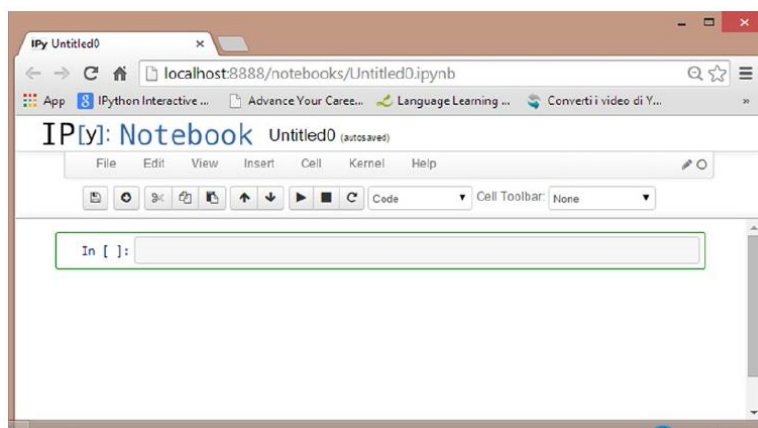 IPy Untitled0
localhost:8888/notebooks/Untitled0.ipynb
App IPython Interactive ... Advance Your Caree... Language Learning ... Converti i video di Y... »
IP[y]: Notebook Untitled0 (autosaved)
File Edit View Insert Cell Kernel Help
Code Cell Toolbar: None
In [ ]: